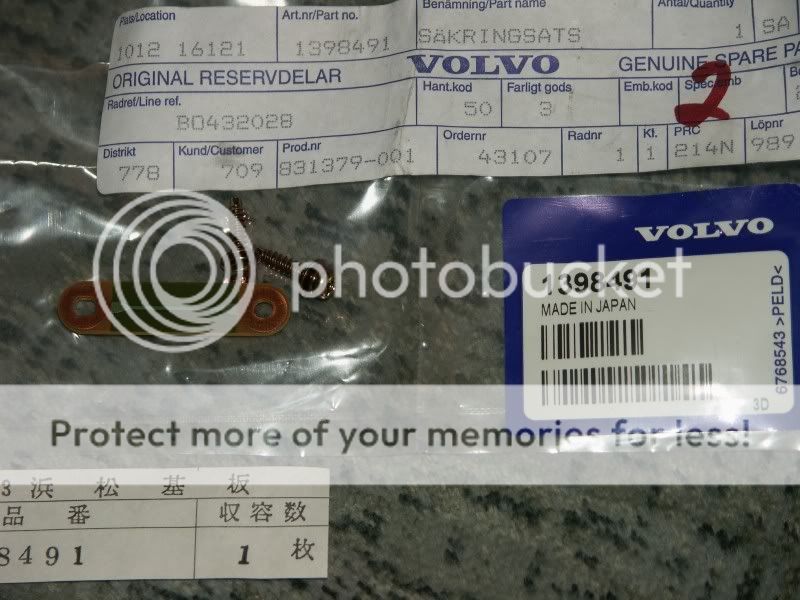 Plats/Location
Art.nr/Part no.
Benämning/Part name
Antal/Quantity
1012 16121
1398491
SÄKRINGSATS
1
SA
ORIGINAL RESERVDELAR
VOLVO
GENUINE SPARE PA
Radref/Line ref.
Hant.kod
Farligt gods
Emb.kod
BO432028
50
3
2
Distrikt
Kund/Customer
Prod.nr
Ordernr
Radnr
Kl.
PRC
Löpnr
778
709
831379-001
43107
1
1
214N
989
VOLVO
1398491
MADE IN JAPAN
6768543 >PELD<
3D
photobucket
Protect more of your memories for less!
3 浜 松 基 板
品 番
収 容 数
8491
1 枚